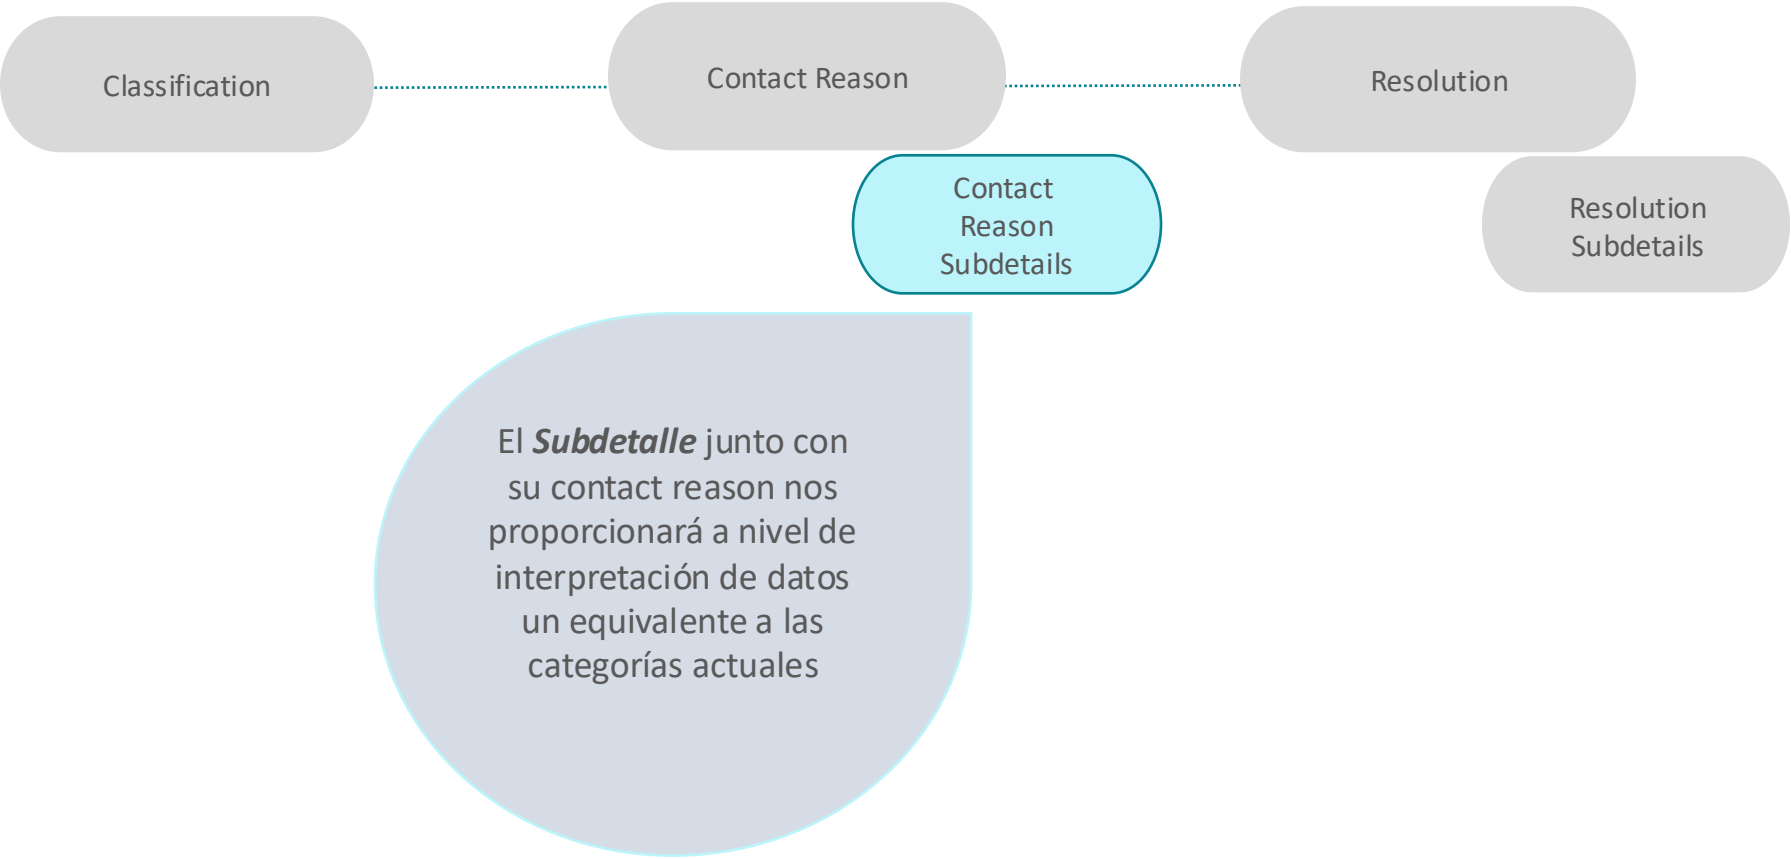 Classification
Contact Reason
Resolution
Contact
Reason
Subdetails
Resolution
Subdetails
El Subdetalle junto con
su contact reason nos
proporcionará a nivel de
interpretación de datos
un equivalente a las
categorías actuales